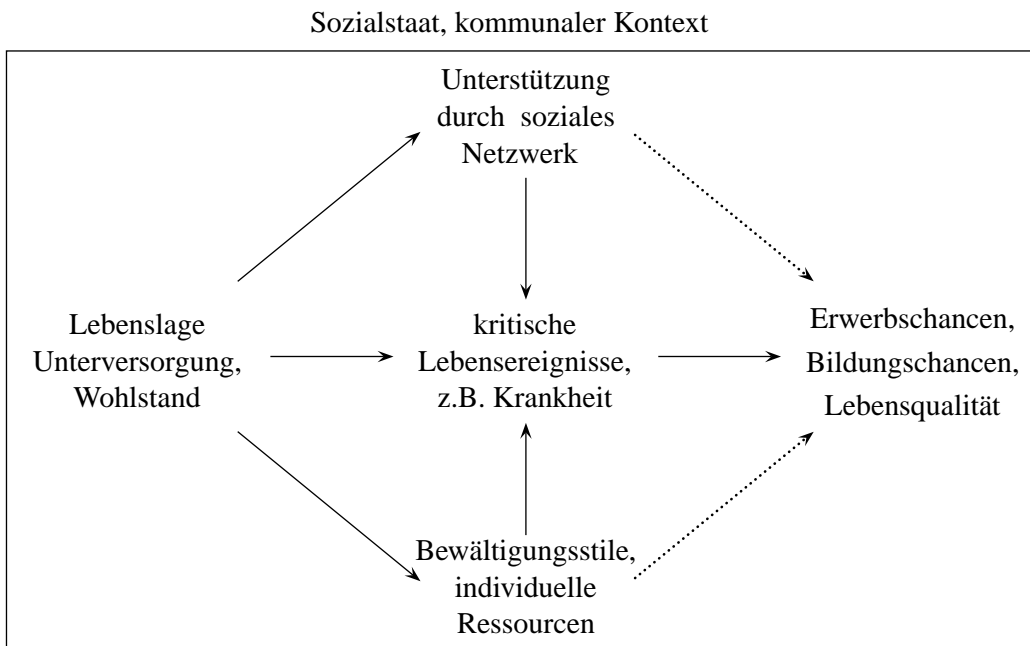 Sozialstaat, kommunaler Kontext
Unterstützung
durch soziales
Netzwerk
Lebenslage
Unterversorgung,
Wohlstand
kritische
Lebensereignisse,
z.B. Krankheit
Erwerbschancen,
Bildungschancen,
Lebensqualität
Bewältigungsstile,
individuelle
Ressourcen